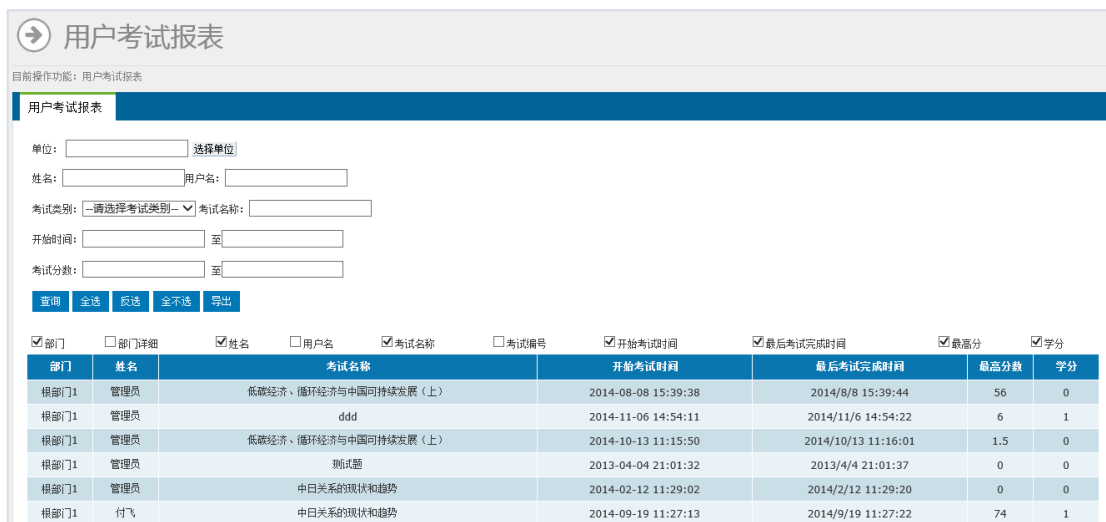 用户考试报表
目前操作功能：用户考试报表
用户考试报表
单位： 选择单位
姓名： 用户名：
考试类别： --请选择考试类别-- 考试名称：
开始时间： 至
考试分数： 至
查询 全选 反选 全不选 导出
部门 部门详细 姓名 用户名 考试名称 考试编号 开始考试时间 最后考试完成时间 最高分 学分
部门 姓名 考试名称 开始考试时间 最后考试完成时间 最高分数 学分
根部门1 管理员 低碳经济、循环经济与中国可持续发展（上） 2014-08-08 15:39:38 2014/8/8 15:39:44 56 0
根部门1 管理员 ddd 2014-11-06 14:54:11 2014/11/6 14:54:22 6 1
根部门1 管理员 低碳经济、循环经济与中国可持续发展（上） 2014-10-13 11:15:50 2014/10/13 11:16:01 1.5 0
根部门1 管理员 测试题 2013-04-04 21:01:32 2013/4/4 21:01:37 0 0
根部门1 管理员 中日关系的现状和趋势 2014-02-12 11:29:02 2014/2/12 11:29:20 0 0
根部门1 付飞 中日关系的现状和趋势 2014-09-19 11:27:13 2014/9/19 11:27:22 74 1